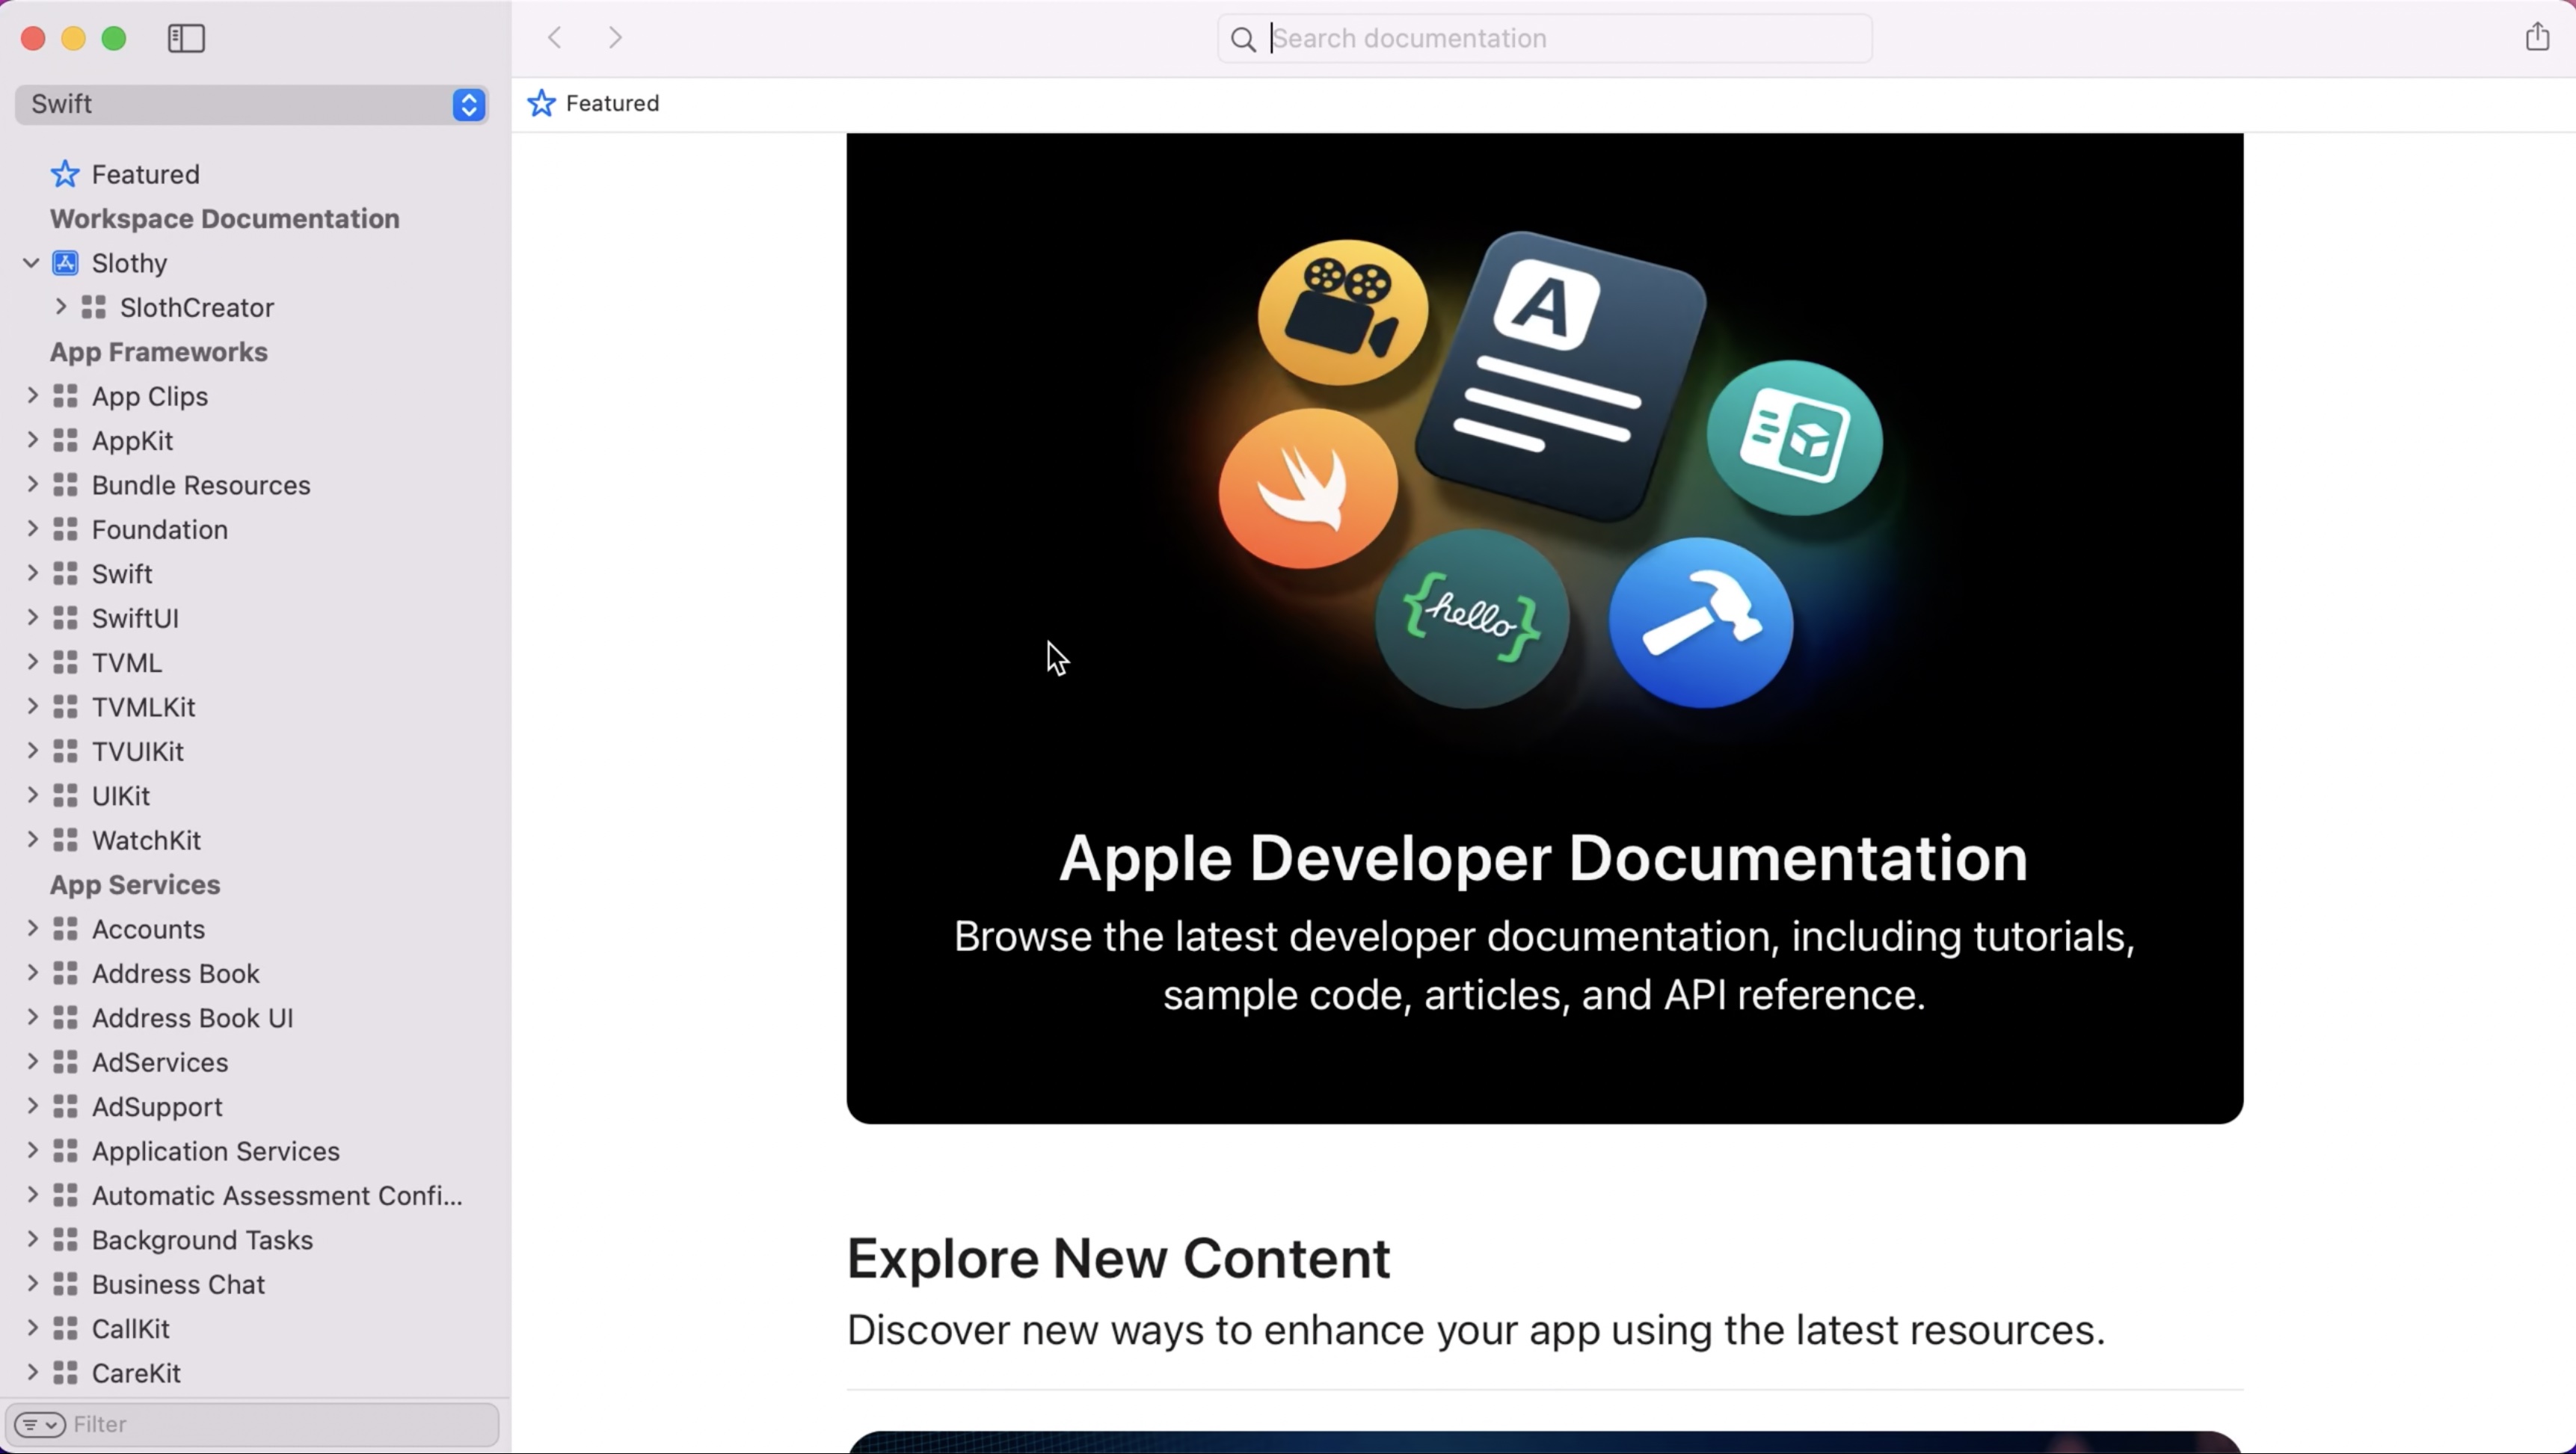 Search documentation
Swift
Featured
Featured
Workspace Documentation
Slothy
SlothCreator
App Frameworks
App Clips
AppKit
Bundle Resources
Foundation
Swift
SwiftUI
TVML
TVMLKit
TVUIKit
UIKit
WatchKit
App Services
Accounts
Address Book
Address Book UI
AdServices
AdSupport
Application Services
Automatic Assessment Confi...
Background Tasks
Business Chat
CallKit
CareKit
Filter
A
{hello}
Apple Developer Documentation
Browse the latest developer documentation, including tutorials,
sample code, articles, and API reference.
Explore New Content
Discover new ways to enhance your app using the latest resources.